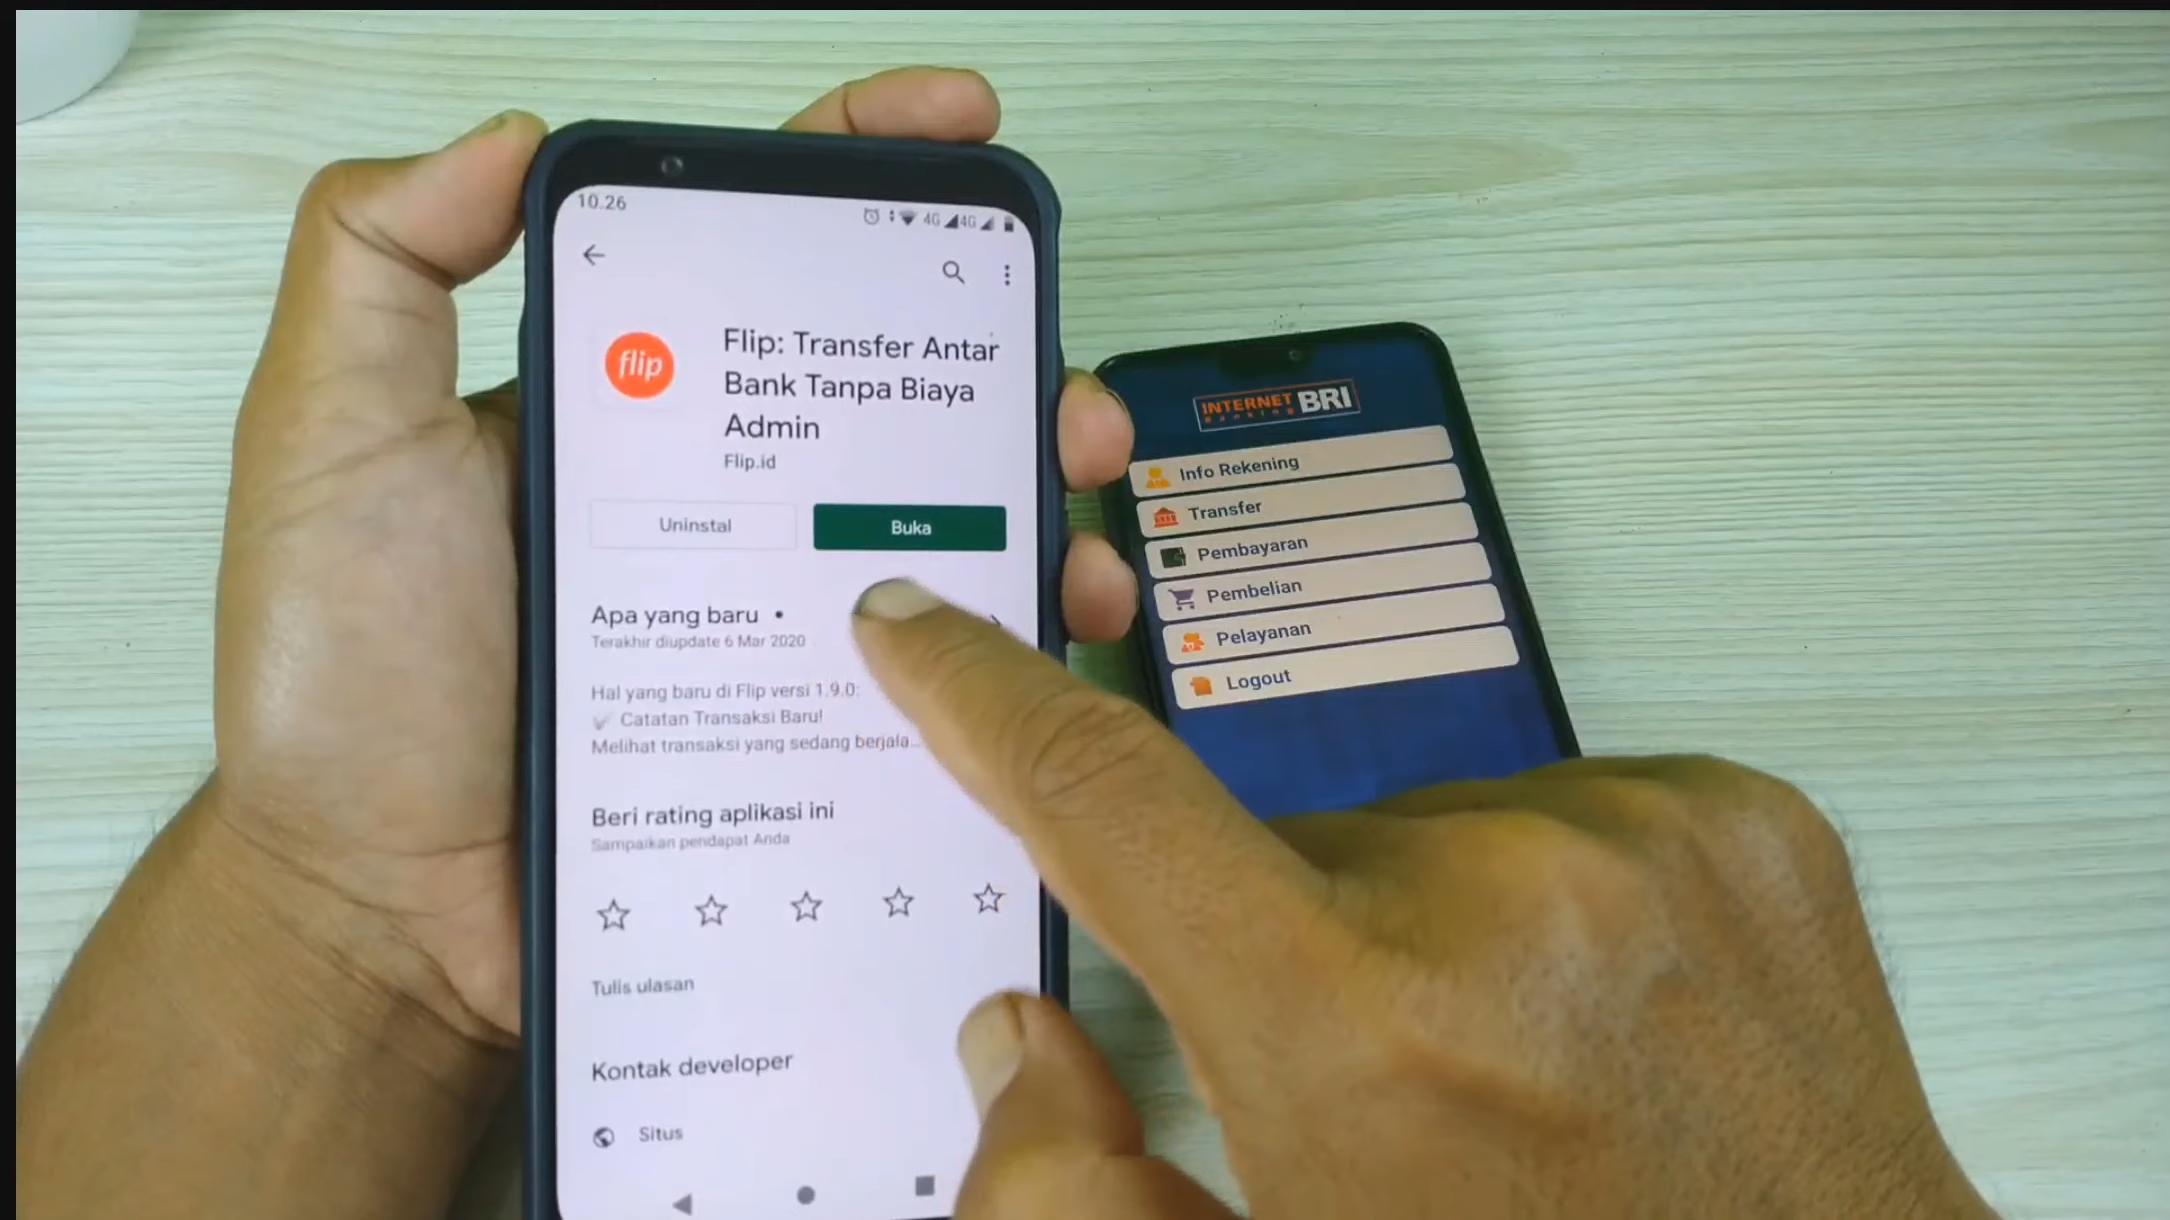 10.26
4G 4G
flip
Flip: Transfer Antar
Bank Tanpa Biaya
Admin
Flip.id
Uninstal
Buka
Apa yang baru •
Terakhir diupdate 6 Mar 2020
Hal yang baru di Flip versi 1.9.0:
Catatan Transaksi Baru!
Melihat transaksi yang sedang berjala...
Beri rating aplikasi ini
Sampaikan pendapat Anda
Tulis ulasan
Kontak developer
Situs
INTERNET BRI
Banking
Info Rekening
Transfer
Pembayaran
Pembelian
Pelayanan
Logout